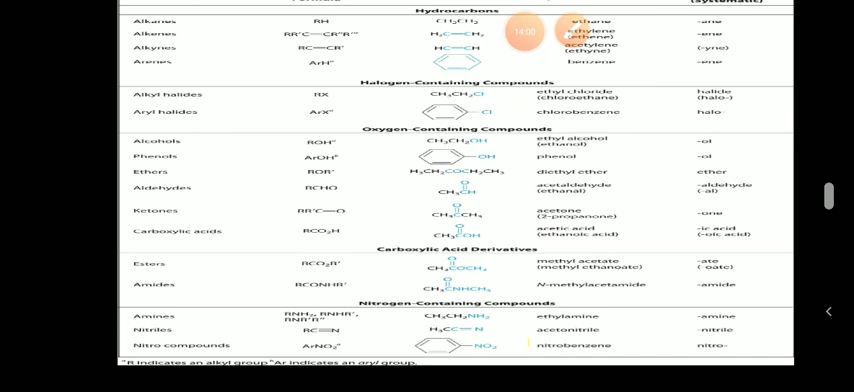 (systematic)
Hydrocarbons
Alkanes RH CH₃CH₃ ethane -ane
Alkenes RR'C—CR"R"' H₂C—CH₂ ethylene (ethene) -ene
Alkynes RC—CR' HC—CH acetylene (ethyne) (-yne)
Arenes ArH benzene -ene
Halogen-Containing Compounds
Alkyl halides RX CH₃CH₂Cl ethyl chloride (chloroethane) halide (halo-)
Aryl halides ArX Cl chlorobenzene halo-
Oxygen-Containing Compounds
Alcohols ROH CH₃CH₂OH ethyl alcohol (ethanol) -ol
Phenols ArOH OH phenol -ol
Ethers ROR' H₃CH₂COCH₂CH₃ diethyl ether ether
Aldehydes RCHO O CH₃CH acetaldehyde (ethanal) -aldehyde (-al)
Ketones RR'C—O O CH₃CCH₃ acetone (2-propanone) -one
Carboxylic acids RCO₂H O CH₃COH acetic acid (ethanoic acid) -ic acid (-oic acid)
Carboxylic Acid Derivatives
Esters RCO₂R' O CH₃COCH₃ methyl acetate (methyl ethanoate) -ate (-oate)
Amides RCONHR' O CH₃CNHCH₃ N-methylacetamide -amide
Nitrogen-Containing Compounds
Amines RNH₂, RNHR', RNR'R" CH₃CH₂NH₂ ethylamine -amine
Nitriles RC≡N H₃CC═N acetonitrile -nitrile
Nitro compounds ArNO₂ NO₂ nitrobenzene nitro-
R indicates an alkyl group Ar indicates an aryl group.
14:00